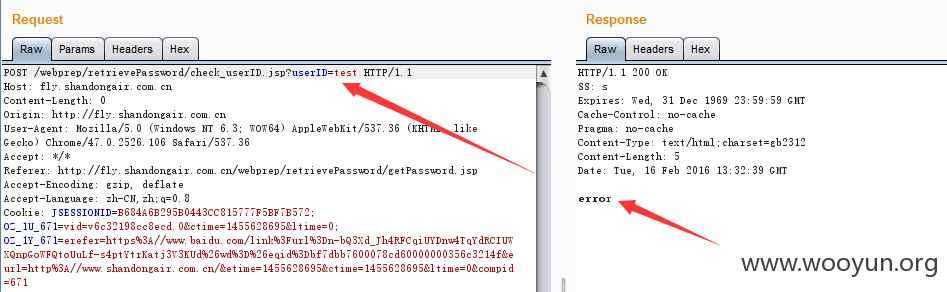 Request
Raw Params Headers Hex
POST /webprep/retrievePassword/check_userID.jsp?userID=test HTTP/1.1
Host: fly.shandongair.com.cn
Content-Length: 0
Origin: http://fly.shandongair.com.cn
User-Agent: Mozilla/5.0 (Windows NT 6.3; WOW64) AppleWebKit/537.36 (KHTML, like
Gecko) Chrome/47.0.2526.106 Safari/537.36
Accept: */*
Referer: http://fly.shandongair.com.cn/webprep/retrievePassword/getPassword.jsp
Accept-Encoding: gzip, deflate
Accept-Language: zh-CN,zh;q=0.8
Cookie: JSESSIONID=B684A6B295B0443CC815777F5BF7B572;
OZ_1U_671=vid=v6c32198cc8ecd.0&ctime=1455628695&ltime=0;
OZ_1Y_671=erefer=https%3A//www.baidu.com/link%3Furl%3Dn-bQ3Xd_Jh4RFCqiUYDnw4TqYdRCIUW
XQnpGoWFQtoUuLf-s4ptYtrKatj3V3KUd%26wd%3D%26eqid%3Dbf7dbb7600078cd60000000356c3214f&e
url=http%3A//www.shandongair.com.cn/&etime=1455628695&ctime=1455628695&ltime=0&compid
=671
Response
Raw Headers Hex
HTTP/1.1 200 OK
SS: s
Expires: Wed, 31 Dec 1969 23:59:59 GMT
Cache-Control: no-cache
Pragma: no-cache
Content-Type: text/html;charset=gb2312
Content-Length: 5
Date: Tue, 16 Feb 2016 13:32:39 GMT
error
www.wooyun.org